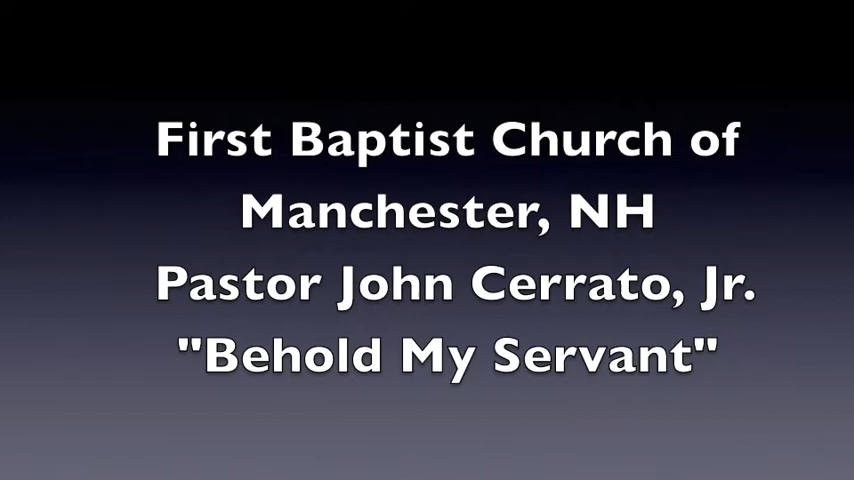 First Baptist Church of
Manchester, NH
Pastor John Cerrato, Jr.
"Behold My Servant"